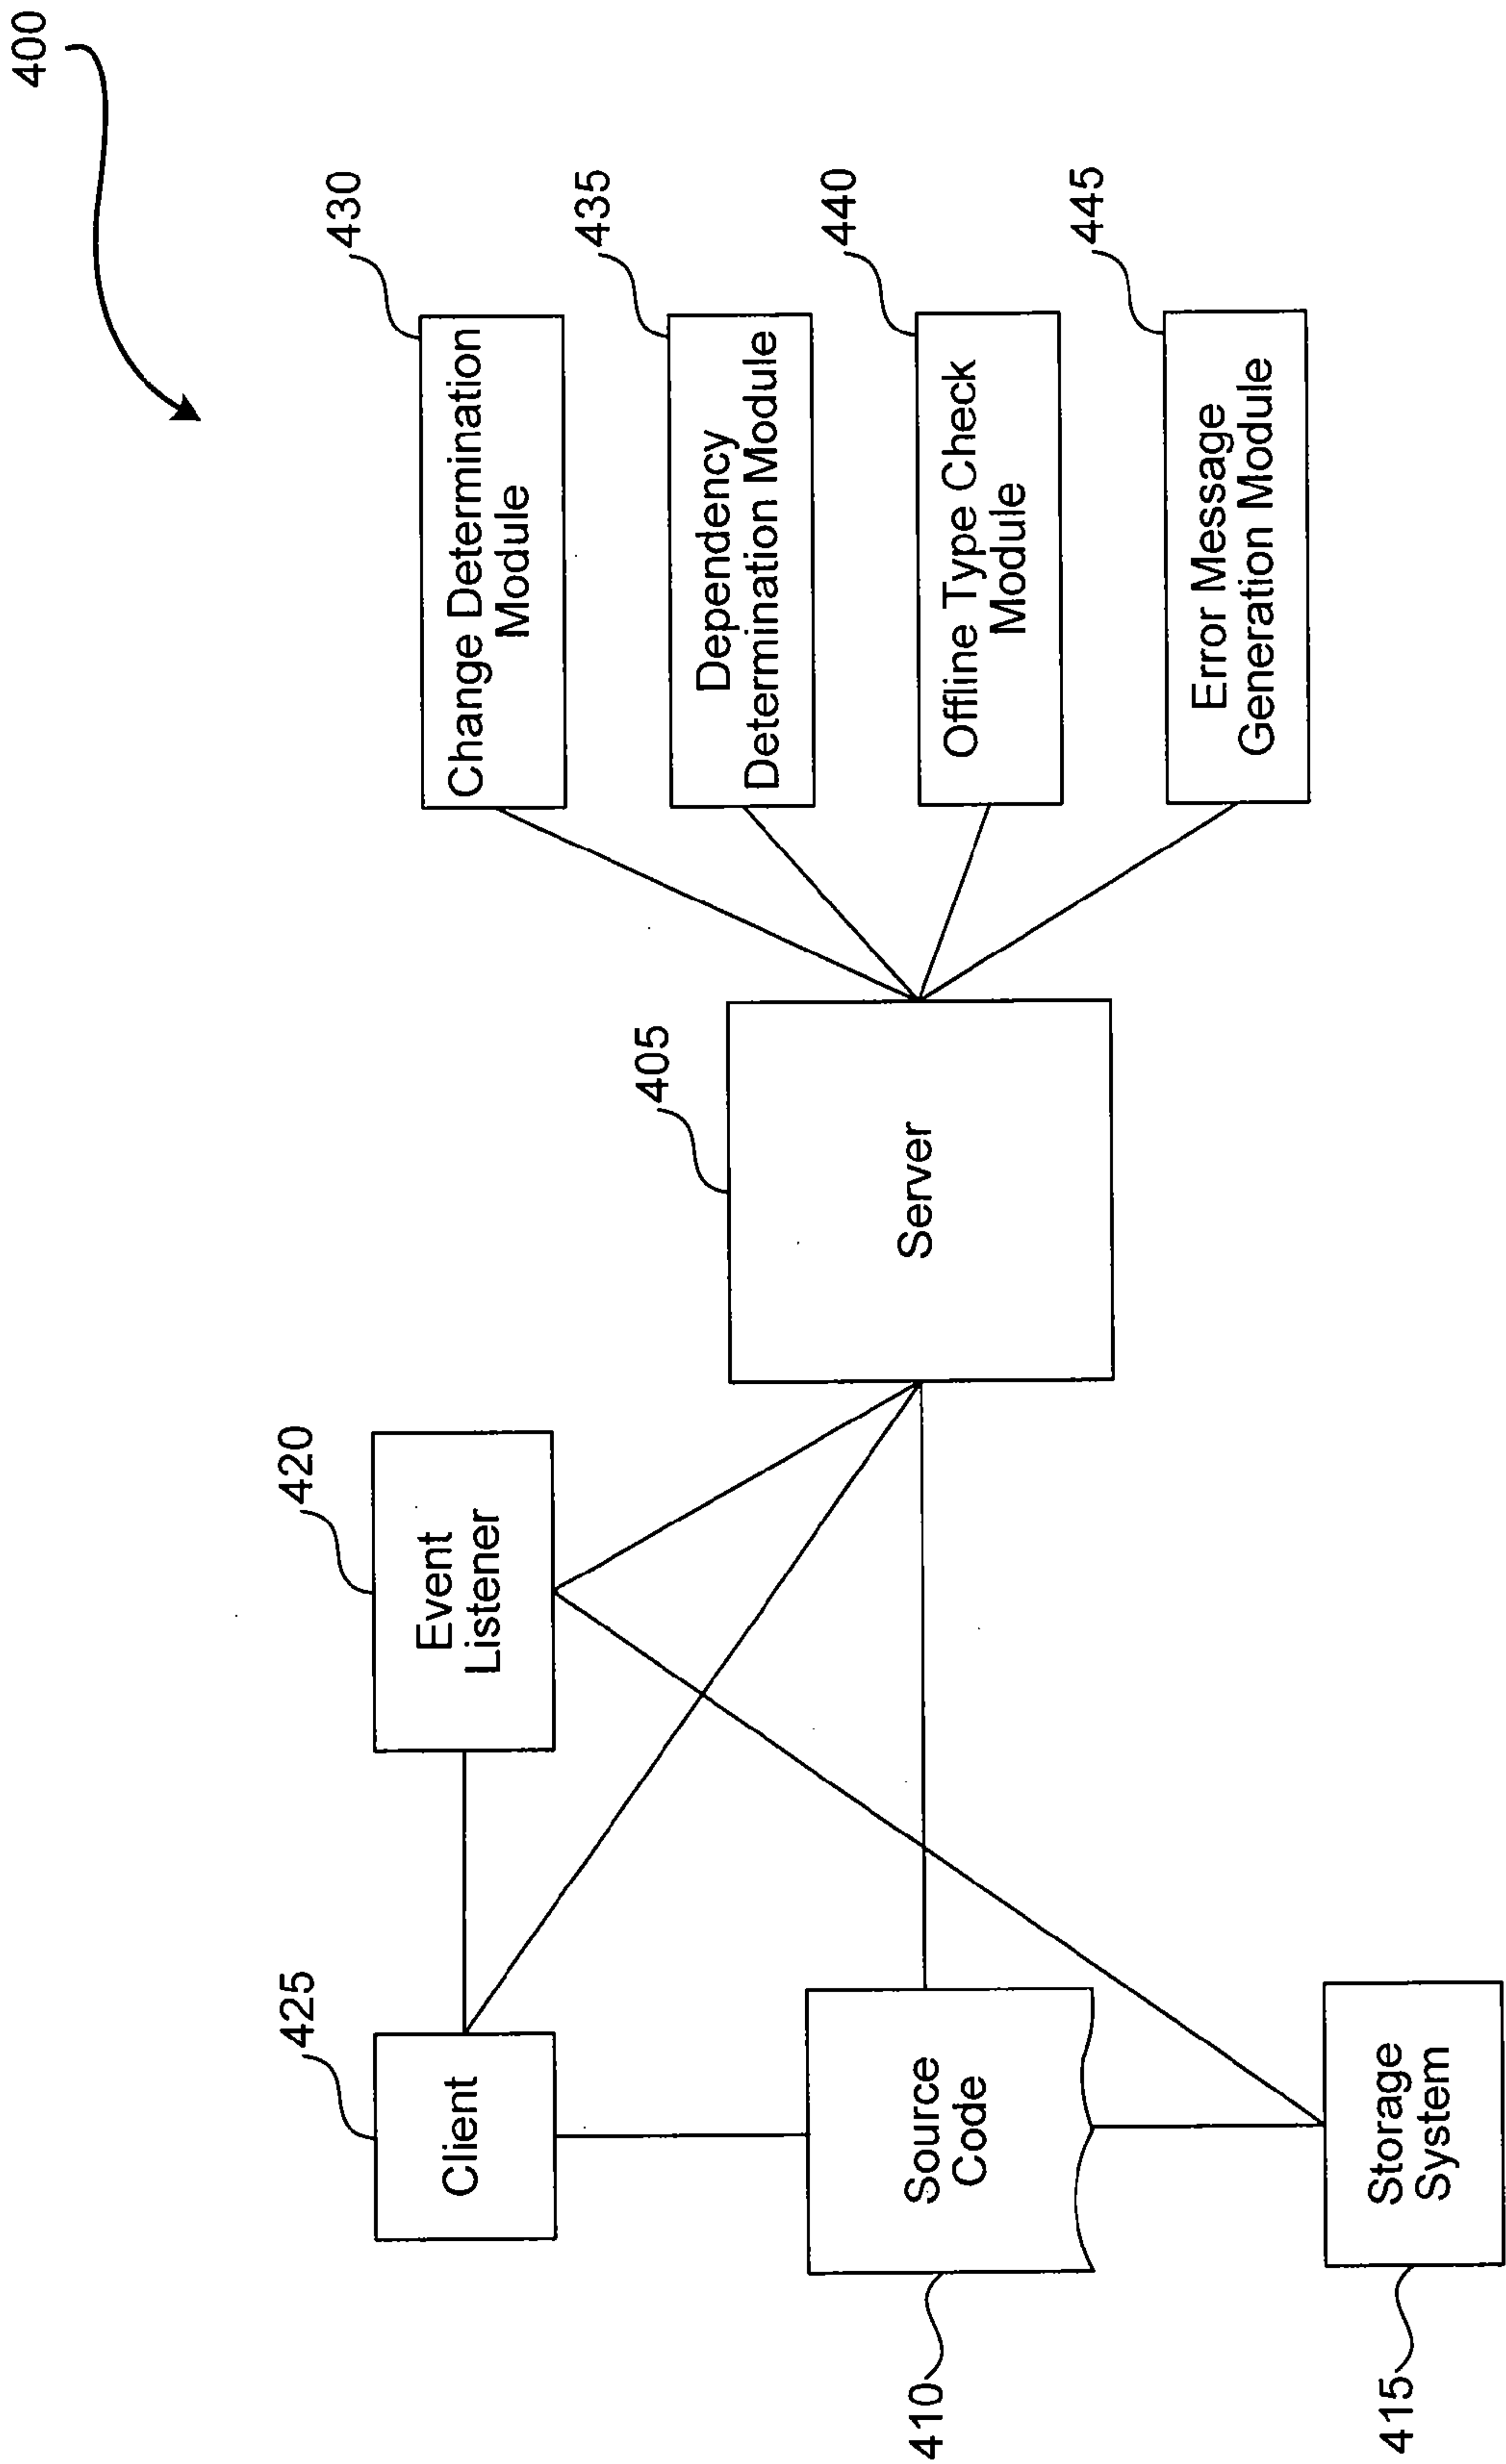 400
425
Client
420
Event
Listener
405
Server
410
Source
Code
415
Storage
System
430
Change Determination
Module
435
Dependency
Determination Module
440
Offline Type Check
Module
445
Error Message
Generation Module